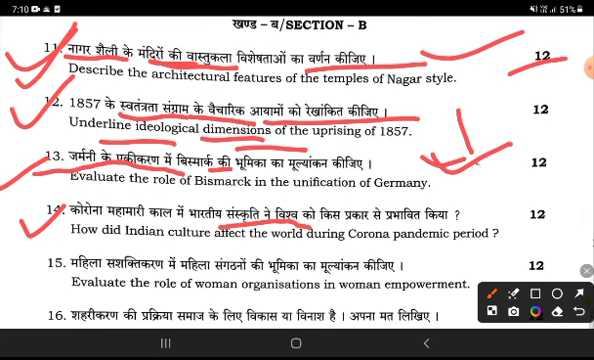 7:10
51%
खण्ड – ब/SECTION – B
11. नागर शैली के मंदिरों की वास्तुकला विशेषताओं का वर्णन कीजिए । 12
Describe the architectural features of the temples of Nagar style.
12. 1857 के स्वतंत्रता संग्राम के वैचारिक आयामों को रेखांकित कीजिए । 12
Underline ideological dimensions of the uprising of 1857.
13. जर्मनी के एकीकरण में बिस्मार्क की भूमिका का मूल्यांकन कीजिए । 12
Evaluate the role of Bismarck in the unification of Germany.
14. कोरोना महामारी काल में भारतीय संस्कृति ने विश्व को किस प्रकार से प्रभावित किया ? 12
How did Indian culture affect the world during Corona pandemic period ?
15. महिला सशक्तिकरण में महिला संगठनों की भूमिका का मूल्यांकन कीजिए । 12
Evaluate the role of woman organisations in woman empowerment.
16. शहरीकरण की प्रक्रिया समाज के लिए विकास या विनाश है । अपना मत लिखिए ।